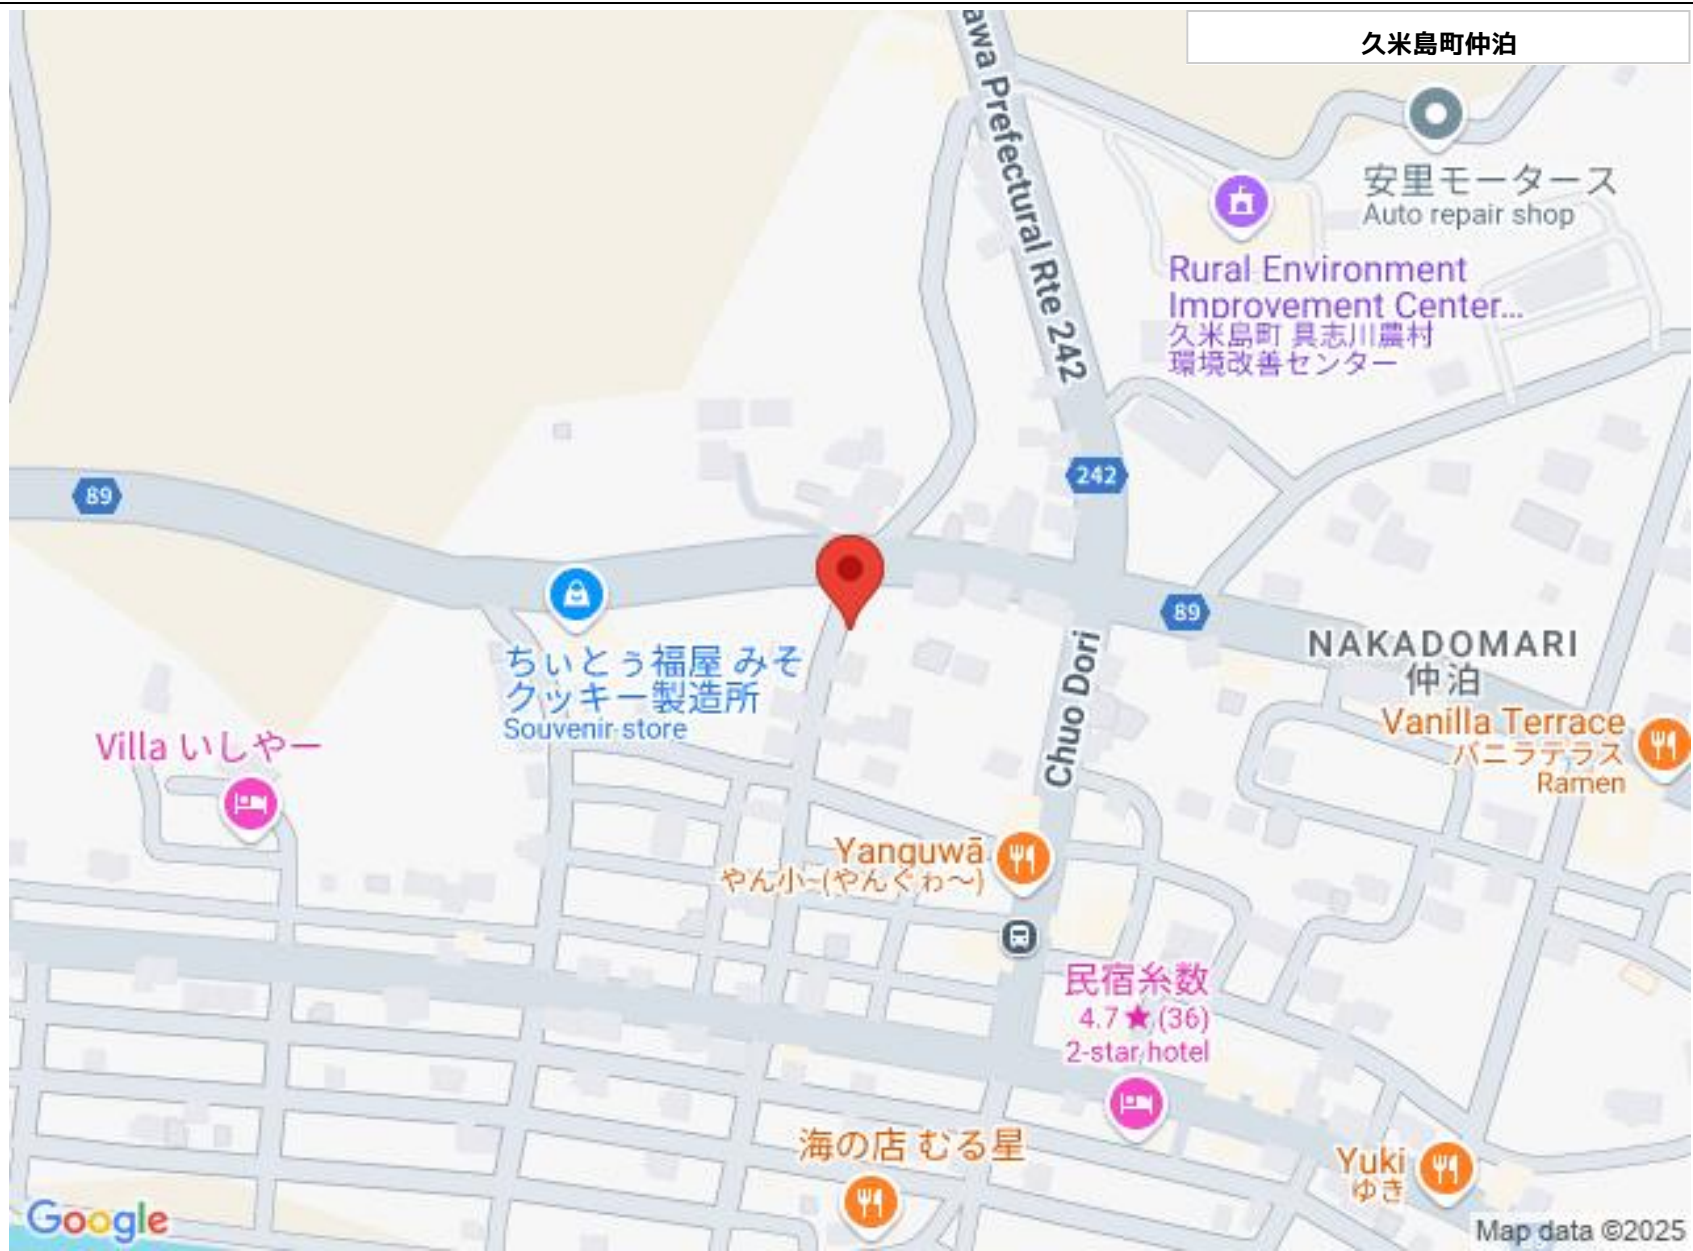 久米島町仲泊
awa Prefectural Rte 242
安里モータース
Auto repair shop
Rural Environment
Improvement Center...
久米島町 具志川農村
環境改善センター
242
89
89
ちぃとぅ福屋 みそ
クッキー製造所
Souvenir store
Chuo Dori
NAKADOMARI
仲泊
Vanilla Terrace
バニラテラス
Ramen
Villa いしやー
Yanguwā
やん小~(やんぐゎ〜)
民宿糸数
4.7★(36)
2-star hotel
海の店 むる星
Yuki
ゆき
Google
Map data ©2025